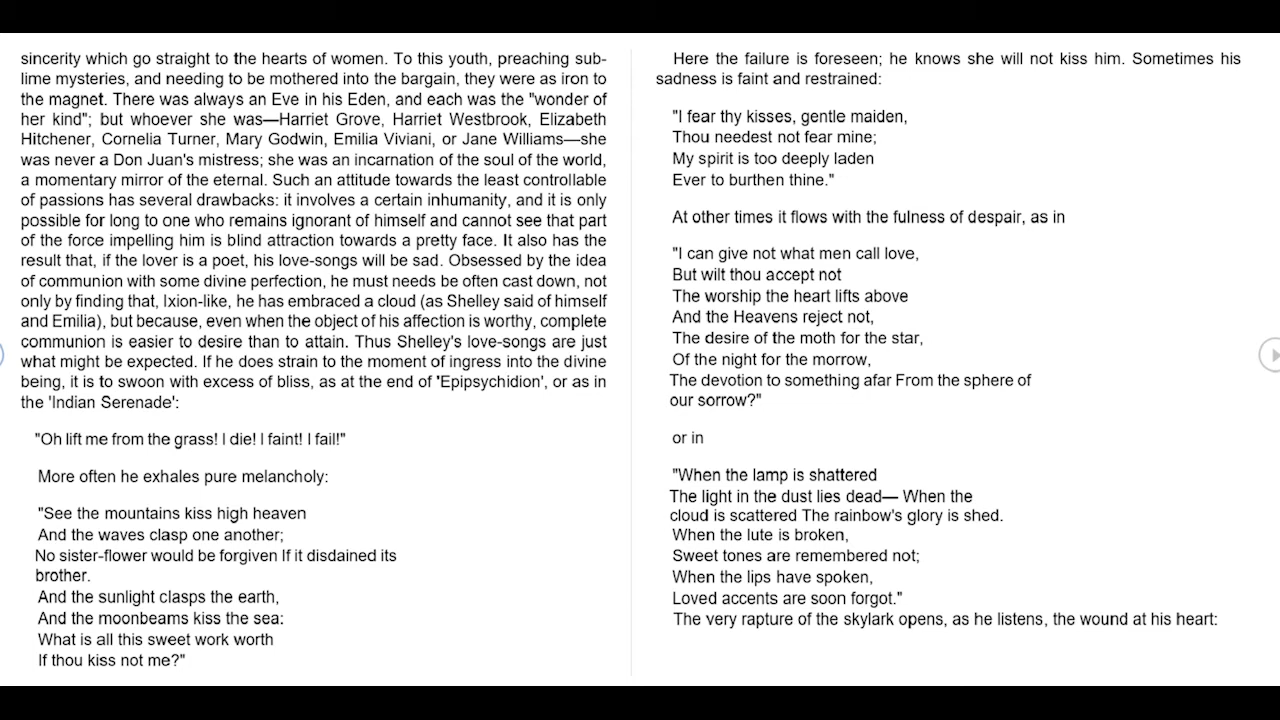 sincerity which go straight to the hearts of women. To this youth, preaching sub-
lime mysteries, and needing to be mothered into the bargain, they were as iron to
the magnet. There was always an Eve in his Eden, and each was the "wonder of
her kind"; but whoever she was—Harriet Grove, Harriet Westbrook, Elizabeth
Hitchener, Cornelia Turner, Mary Godwin, Emilia Viviani, or Jane Williams—she
was never a Don Juan's mistress; she was an incarnation of the soul of the world,
a momentary mirror of the eternal. Such an attitude towards the least controllable
of passions has several drawbacks: it involves a certain inhumanity, and it is only
possible for long to one who remains ignorant of himself and cannot see that part
of the force impelling him is blind attraction towards a pretty face. It also has the
result that, if the lover is a poet, his love-songs will be sad. Obsessed by the idea
of communion with some divine perfection, he must needs be often cast down, not
only by finding that, Ixion-like, he has embraced a cloud (as Shelley said of himself
and Emilia), but because, even when the object of his affection is worthy, complete
communion is easier to desire than to attain. Thus Shelley's love-songs are just
what might be expected. If he does strain to the moment of ingress into the divine
being, it is to swoon with excess of bliss, as at the end of 'Epipsychidion', or as in
the 'Indian Serenade':
"Oh lift me from the grass! I die! I faint! I fail!"
More often he exhales pure melancholy:
"See the mountains kiss high heaven
And the waves clasp one another;
No sister-flower would be forgiven If it disdained its
brother.
And the sunlight clasps the earth,
And the moonbeams kiss the sea:
What is all this sweet work worth
If thou kiss not me?"
Here the failure is foreseen; he knows she will not kiss him. Sometimes his
sadness is faint and restrained:
"I fear thy kisses, gentle maiden,
Thou needest not fear mine;
My spirit is too deeply laden
Ever to burthen thine."
At other times it flows with the fulness of despair, as in
"I can give not what men call love,
But wilt thou accept not
The worship the heart lifts above
And the Heavens reject not,
The desire of the moth for the star,
Of the night for the morrow,
The devotion to something afar From the sphere of
our sorrow?"
or in
"When the lamp is shattered
The light in the dust lies dead— When the
cloud is scattered The rainbow's glory is shed.
When the lute is broken,
Sweet tones are remembered not;
When the lips have spoken,
Loved accents are soon forgot."
The very rapture of the skylark opens, as he listens, the wound at his heart: